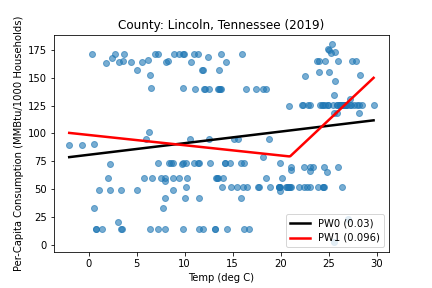 County: Lincoln, Tennessee (2019)
Per-Capita Consumption (MMBtu/1000 Households)
175
150
125
100
75
50
25
0
0 5 10 15 20 25 30
Temp (deg C)
PW0 (0.03)
PW1 (0.096)